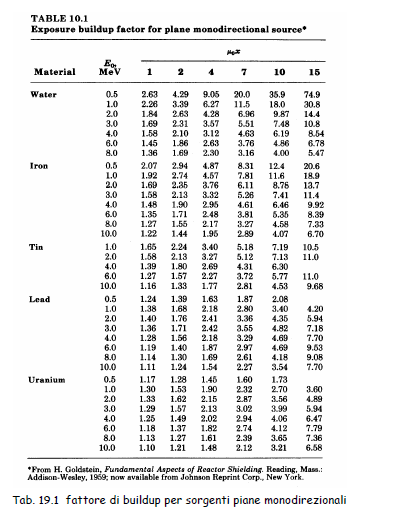 TABLE 10.1
Exposure buildup factor for plane monodirectional source*
μ₀x
Material E₀, MeV 1 2 4 7 10 15
Water 0.5 2.63 4.29 9.05 20.0 35.9 74.9
1.0 2.26 3.39 6.27 11.5 18.0 30.8
2.0 1.84 2.63 4.28 6.96 9.87 14.4
3.0 1.69 2.31 3.57 5.51 7.48 10.8
4.0 1.58 2.10 3.12 4.63 6.19 8.54
6.0 1.45 1.86 2.63 3.76 4.86 6.78
8.0 1.36 1.69 2.30 3.16 4.00 5.47
Iron 0.5 2.07 2.94 4.87 8.31 12.4 20.6
1.0 1.92 2.74 4.57 7.81 11.6 18.9
2.0 1.69 2.35 3.76 6.11 8.78 13.7
3.0 1.58 2.13 3.32 5.26 7.41 11.4
4.0 1.48 1.90 2.95 4.61 6.46 9.92
6.0 1.35 1.71 2.48 3.81 5.35 8.39
8.0 1.27 1.55 2.17 3.27 4.58 7.33
10.0 1.22 1.44 1.95 2.89 4.07 6.70
Tin 1.0 1.65 2.24 3.40 5.18 7.19 10.5
2.0 1.58 2.13 3.27 5.12 7.13 11.0
4.0 1.39 1.80 2.69 4.31 6.30
6.0 1.27 1.57 2.27 3.72 5.77 11.0
10.0 1.16 1.33 1.77 2.81 4.53 9.68
Lead 0.5 1.24 1.39 1.63 1.87 2.08
1.0 1.38 1.68 2.18 2.80 3.40 4.20
2.0 1.40 1.76 2.41 3.36 4.35 5.94
3.0 1.36 1.71 2.42 3.55 4.82 7.18
4.0 1.28 1.56 2.18 3.29 4.69 7.70
6.0 1.19 1.40 1.87 2.97 4.69 9.53
8.0 1.14 1.30 1.69 2.61 4.18 9.08
10.0 1.11 1.24 1.54 2.27 3.54 7.70
Uranium 0.5 1.17 1.28 1.45 1.60 1.73
1.0 1.30 1.53 1.90 2.32 2.70 3.60
2.0 1.33 1.62 2.15 2.87 3.56 4.89
3.0 1.29 1.57 2.13 3.02 3.99 5.94
4.0 1.25 1.49 2.02 2.94 4.06 6.47
6.0 1.18 1.37 1.82 2.74 4.12 7.79
8.0 1.13 1.27 1.61 2.39 3.65 7.36
10.0 1.10 1.21 1.48 2.12 3.21 6.58
*From H. Goldstein, Fundamental Aspects of Reactor Shielding. Reading, Mass.:
Addison-Wesley, 1959; now available from Johnson Reprint Corp., New York.
Tab. 19.1 fattore di buildup per sorgenti piane monodirezionali